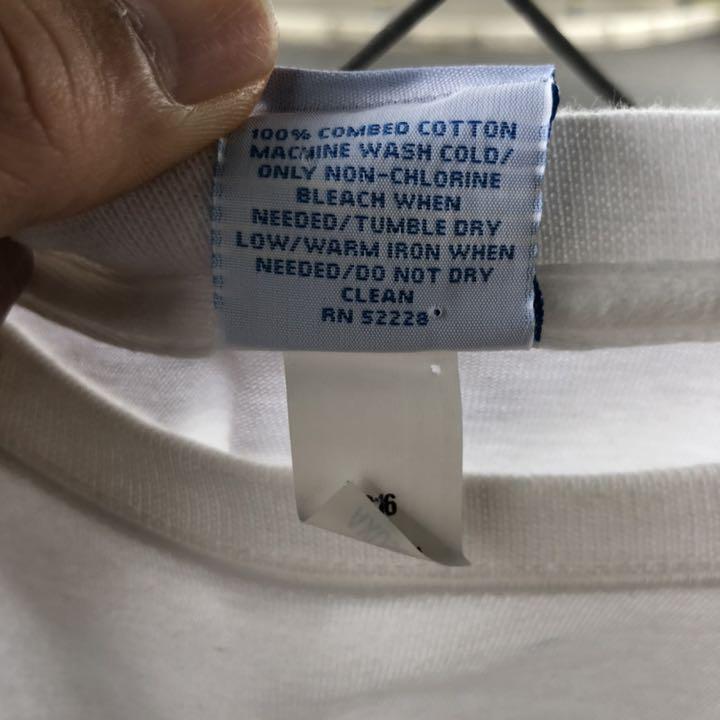 100% COMBED COTTON
MACHINE WASH COLD/
ONLY NON-CHLORINE
BLEACH WHEN
NEEDED/TUMBLE DRY
LOW/WARM IRON WHEN
NEEDED/DO NOT DRY
CLEAN
RN 52228